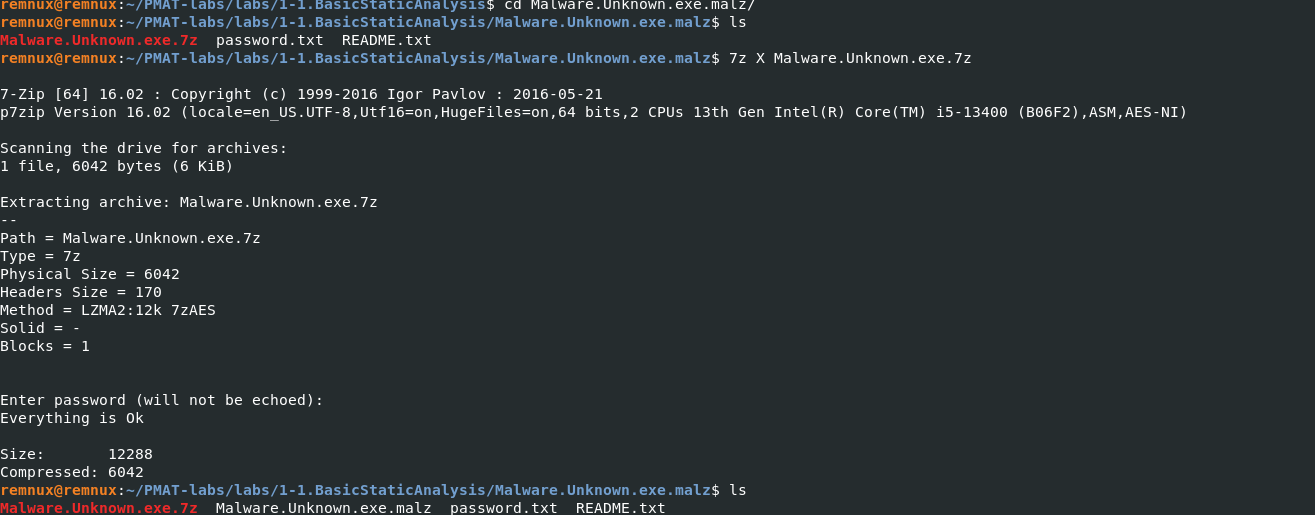 remnux@remnux:~/PMAT-labs/labs/1-1.BasicStaticAnalysis$ cd Malware.Unknown.exe.malz/
remnux@remnux:~/PMAT-labs/labs/1-1.BasicStaticAnalysis/Malware.Unknown.exe.malz$ ls
Malware.Unknown.exe.7z  password.txt  README.txt
remnux@remnux:~/PMAT-labs/labs/1-1.BasicStaticAnalysis/Malware.Unknown.exe.malz$ 7z X Malware.Unknown.exe.7z
7-Zip [64] 16.02 : Copyright (c) 1999-2016 Igor Pavlov : 2016-05-21
p7zip Version 16.02 (locale=en_US.UTF-8,Utf16=on,HugeFiles=on,64 bits,2 CPUs 13th Gen Intel(R) Core(TM) i5-13400 (B06F2),ASM,AES-NI)
Scanning the drive for archives:
1 file, 6042 bytes (6 KiB)
Extracting archive: Malware.Unknown.exe.7z
--
Path = Malware.Unknown.exe.7z
Type = 7z
Physical Size = 6042
Headers Size = 170
Method = LZMA2:12k 7zAES
Solid = -
Blocks = 1
Enter password (will not be echoed):
Everything is Ok
Size:       12288
Compressed: 6042
remnux@remnux:~/PMAT-labs/labs/1-1.BasicStaticAnalysis/Malware.Unknown.exe.malz$ ls
Malware.Unknown.exe.7z  Malware.Unknown.exe.malz  password.txt  README.txt